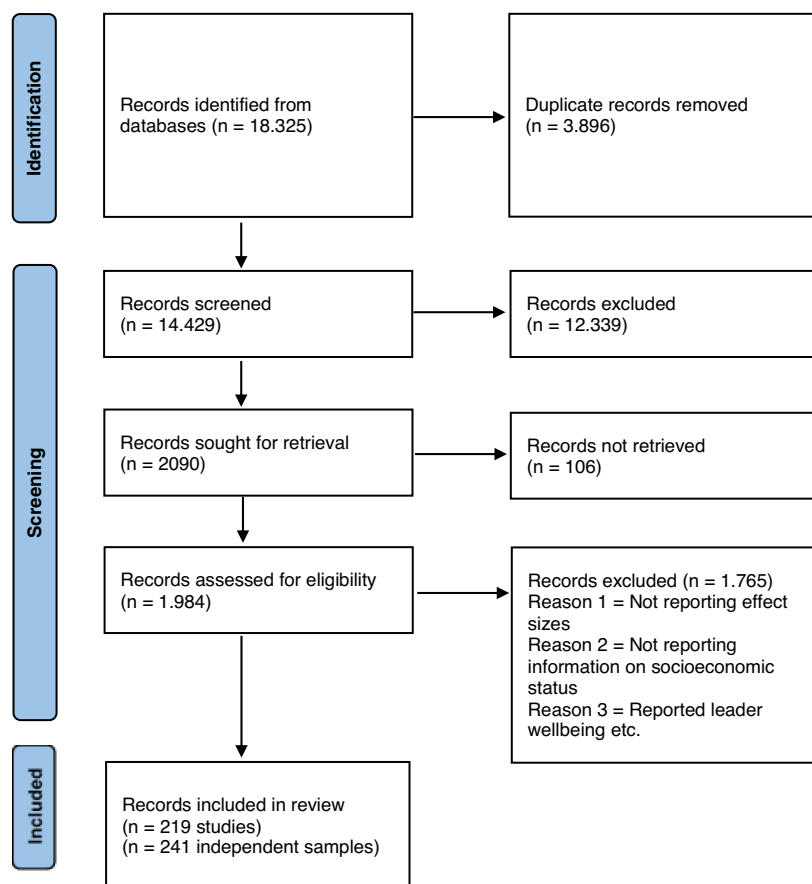 Identification
Records identified from
databases (n = 18.325)
Duplicate records removed
(n = 3.896)
Screening
Records screened
(n = 14.429)
Records excluded
(n = 12.339)
Records sought for retrieval
(n = 2090)
Records not retrieved
(n = 106)
Records assessed for eligibility
(n = 1.984)
Records excluded (n = 1.765)
Reason 1 = Not reporting effect
sizes
Reason 2 = Not reporting
information on socioeconomic
status
Reason 3 = Reported leader
wellbeing etc.
Included
Records included in review
(n = 219 studies)
(n = 241 independent samples)